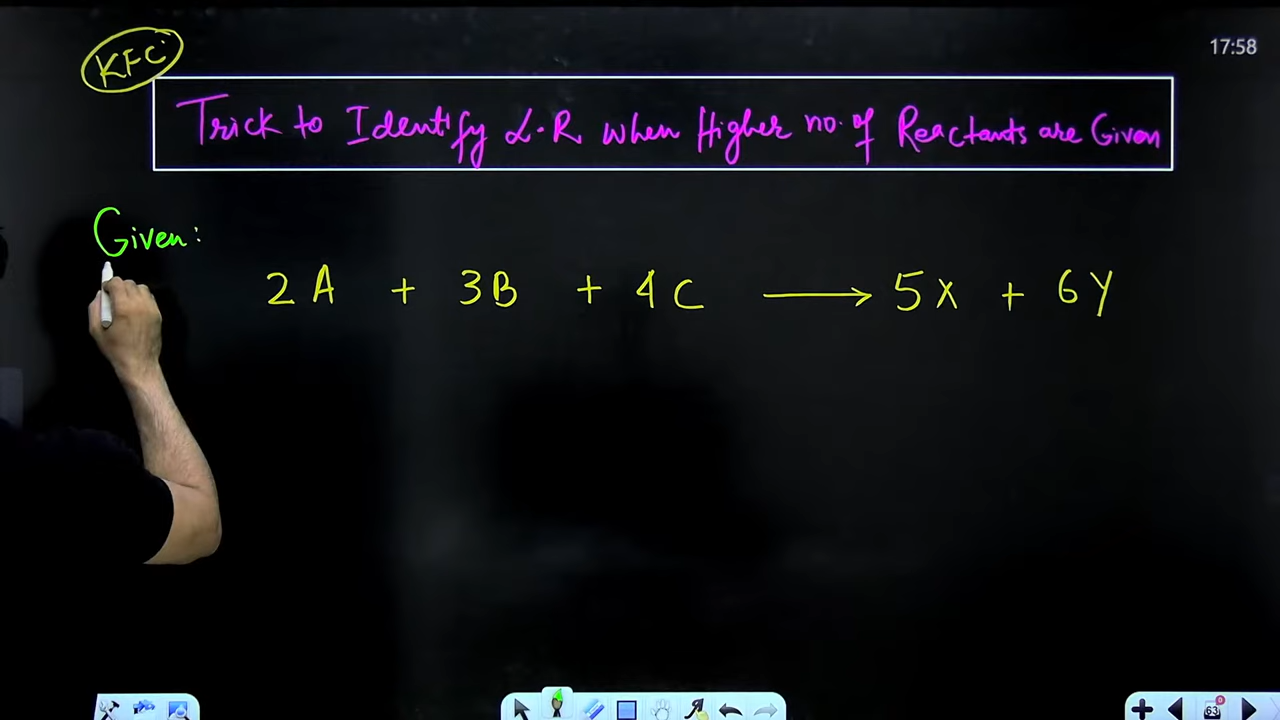 KFC
17:58
Trick to Identify L.R when Higher no. of Reactants are Given
Given:
2A + 3B + 4C ⟶ 5X + 6Y
63